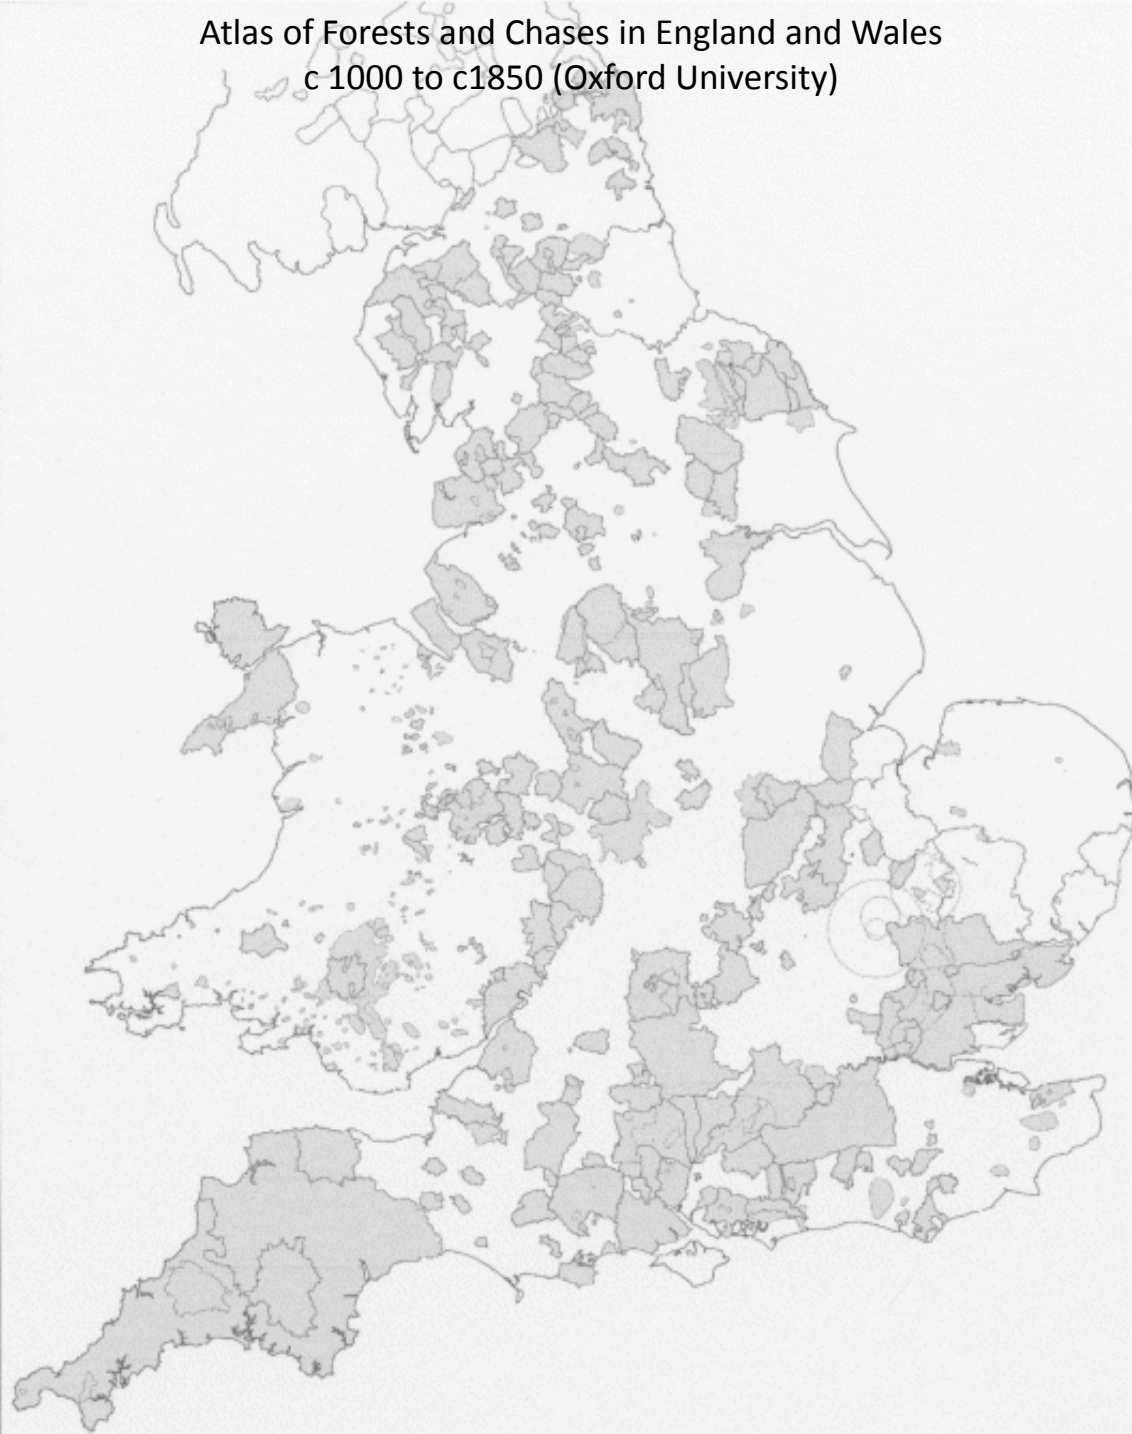 Atlas of Forests and Chases in England and Wales
c 1000 to c1850 (Oxford University)